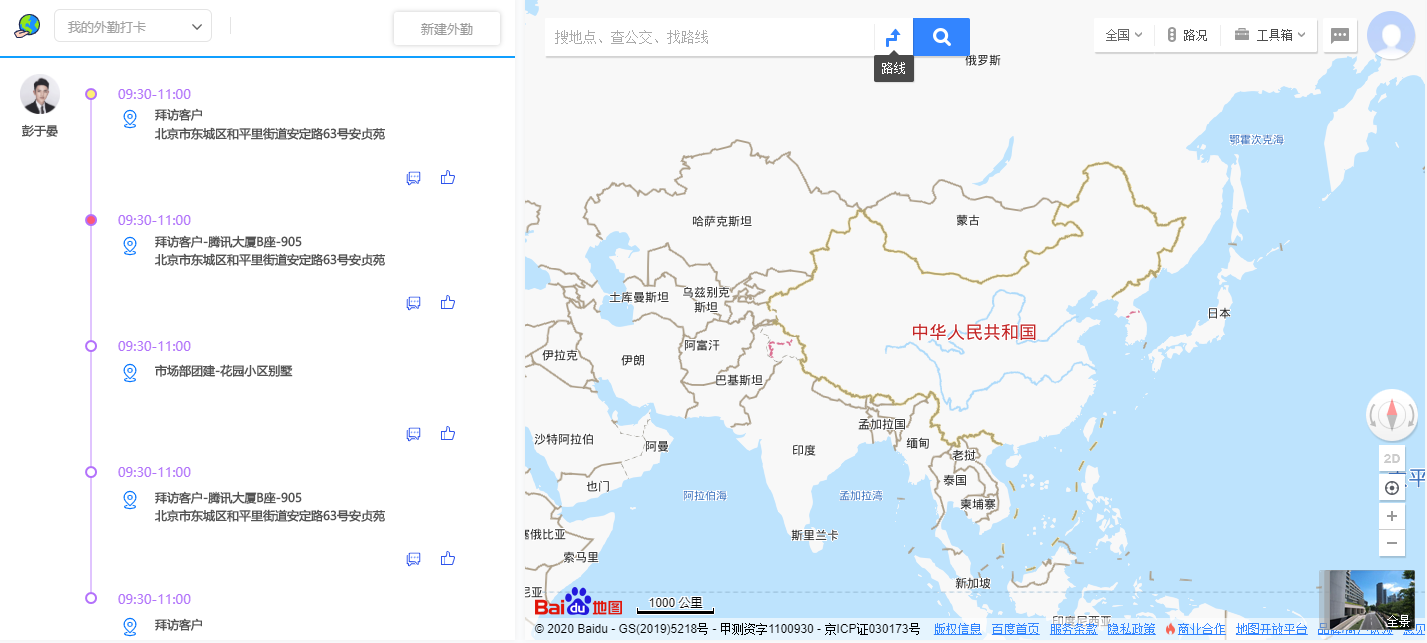 我的外勤打卡
新建外勤
彭于晏
09:30-11:00
拜访客户
北京市东城区和平里街道安定路63号安贞苑
09:30-11:00
拜访客户-腾讯大厦B座-905
北京市东城区和平里街道安定路63号安贞苑
09:30-11:00
市场部团建-花园小区别墅
09:30-11:00
拜访客户-腾讯大厦B座-905
北京市东城区和平里街道安定路63号安贞苑
09:30-11:00
拜访客户
搜地点、查公交、找路线
路线
全国
路况
工具箱
俄罗斯
鄂霍次克海
哈萨克斯坦
蒙古
土库曼斯坦
乌兹别克
斯坦
日本
中华人民共和国
伊拉克
伊朗
阿富汗
巴基斯坦
沙特阿拉伯
阿曼
孟加拉国
印度
缅甸
老挝
2D
平
也门
阿拉伯海
孟加拉湾
泰国
柬埔寨
塞俄比亚
斯里兰卡
索马里
新加坡
尼亚
Bai du 地图
1000 公里
印度尼西亚
全景
© 2020 Baidu - GS(2019)5218号 - 甲测资字1100930 - 京ICP证030173号 版权信息 百度首页 服务条款 隐私政策 商业合作 地图开放平台